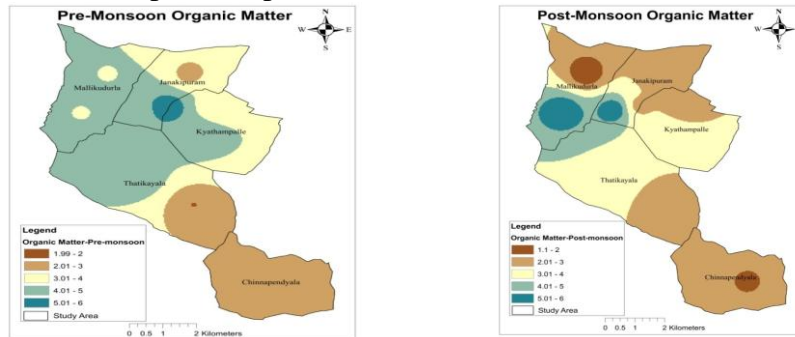 Pre-Monsoon Organic Matter
N
W E
S
Mallikudurla
Janakipuram
Kyathampalle
Thatikayala
Chinnapendyala
Legend
Organic Matter-Pre-monsoon
1.99 - 2
2.01 - 3
3.01 - 4
4.01 - 5
5.01 - 6
Study Area
0 0.5 1 2 Kilometers
Post-Monsoon Organic Matter
N
W E
S
Mallikudurla
Janakipuram
Kyathampalle
Thatikayala
Chinnapendyala
Legend
Organic Matter-Post-monsoon
1.1 - 2
2.01 - 3
3.01 - 4
4.01 - 5
5.01 - 6
Study Area
0 0.5 1 2 Kilometers